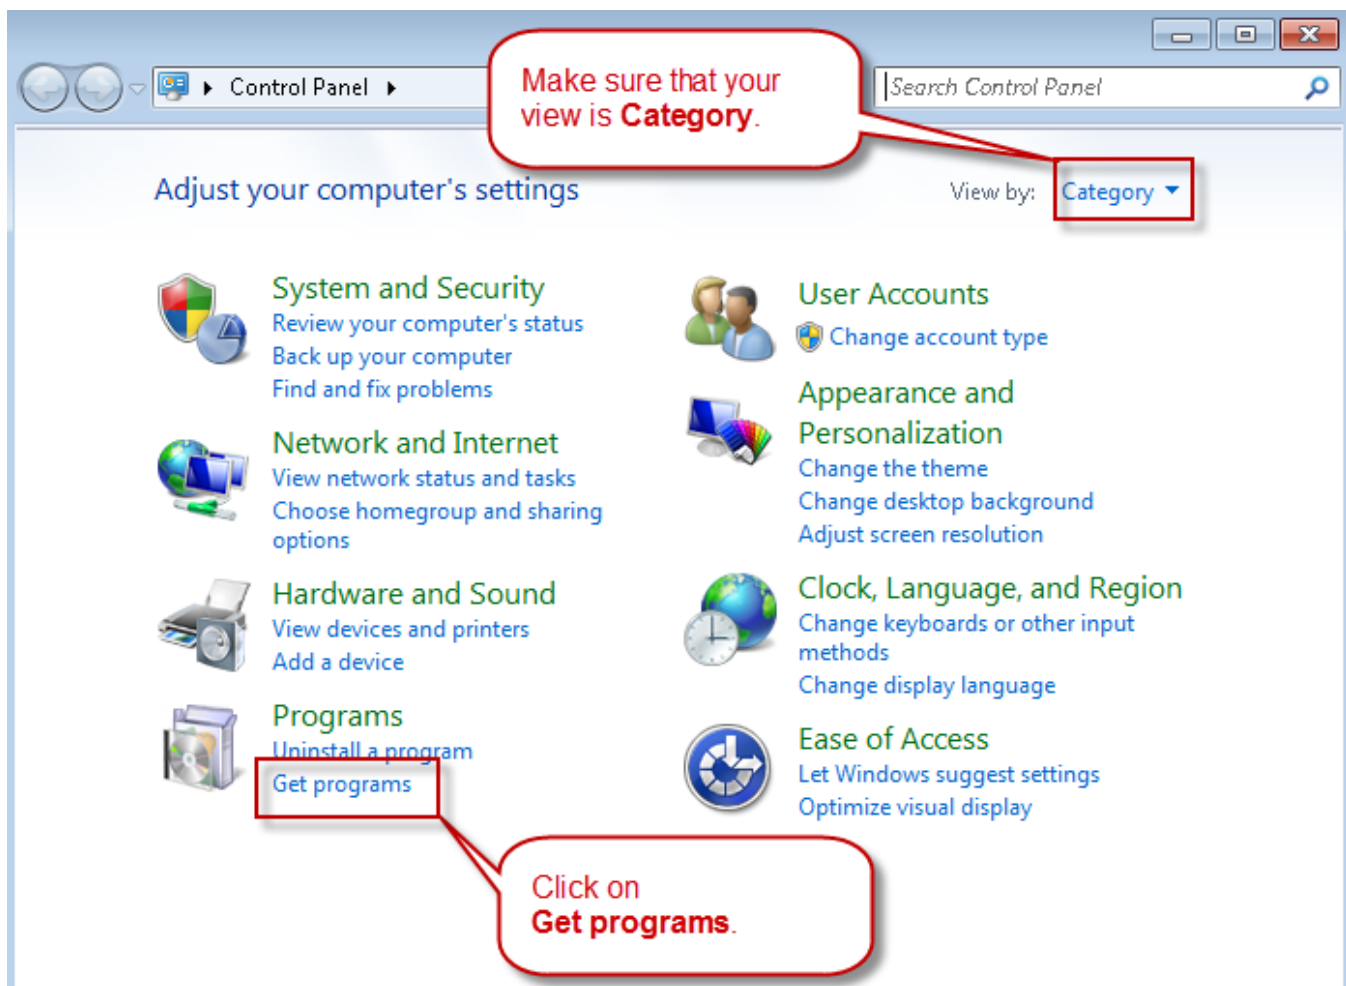 Control Panel
Make sure that your
view is Category.
Search Control Panel
Adjust your computer's settings
View by: Category
System and Security
Review your computer's status
Back up your computer
Find and fix problems
Network and Internet
View network status and tasks
Choose homegroup and sharing
options
Hardware and Sound
View devices and printers
Add a device
Programs
Uninstall a program
Get programs
User Accounts
Change account type
Appearance and
Personalization
Change the theme
Change desktop background
Adjust screen resolution
Clock, Language, and Region
Change keyboards or other input
methods
Change display language
Ease of Access
Let Windows suggest settings
Optimize visual display
Click on
Get programs.